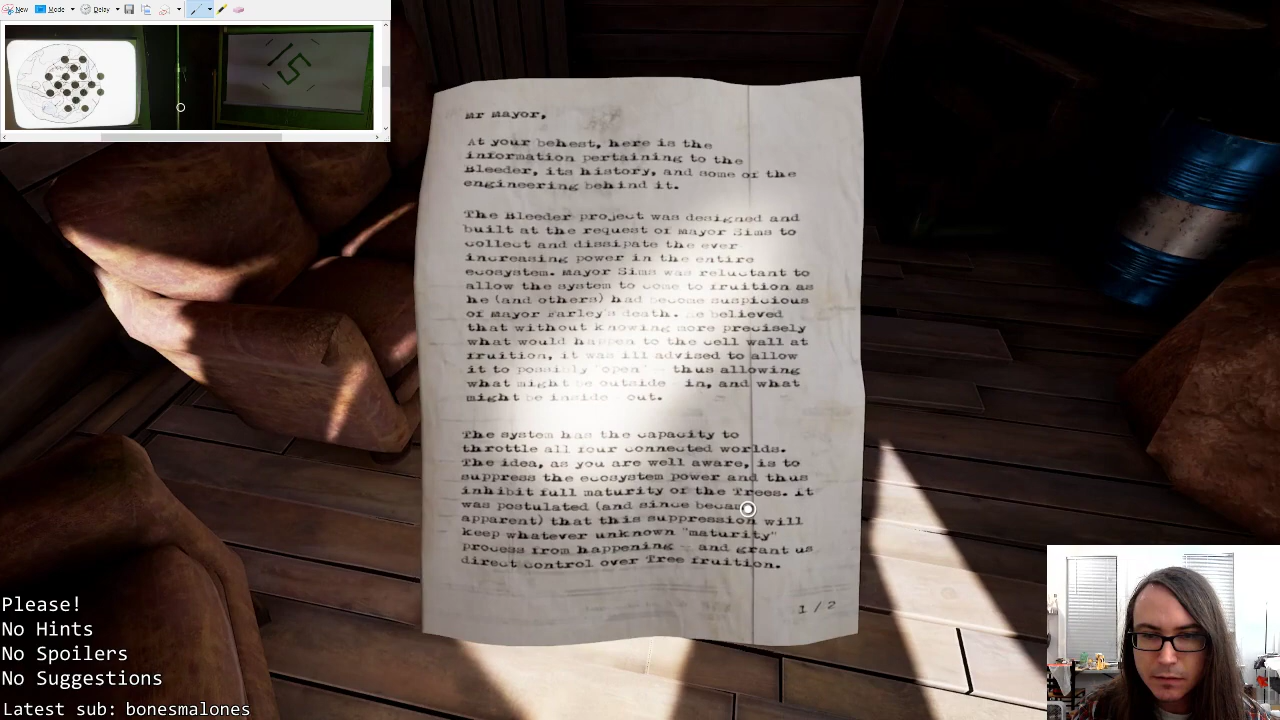 New Mode Delay
15
Mr Mayor,
At your behest, here is the
information pertaining to the
Bleeder, its history, and some of the
engineering behind it.
The Bleeder project was designed and
built at the request of Mayor Sims to
collect and dissipate the ever
increasing power in the entire
ecosystem. Mayor Sims was reluctant to
allow the system to come to fruition as
he (and others) had become suspicious
of Mayor Farley's death. He believed
that without knowing more precisely
what would happen to the cell wall at
fruition, it was ill advised to allow
it to possibly "open" - thus allowing
what might be outside - in, and what
might be inside - out.
The system has the capacity to
throttle all four connected worlds.
The idea, as you are well aware, is to
suppress the ecosystem power and thus
inhibit full maturity of the Trees. It
was postulated (and since became
apparent) that this suppression will
keep whatever unknown "maturity"
process from happening - and grant us
direct control over Tree fruition.
1/2
Please!
No Hints
No Spoilers
No Suggestions
Latest sub: bonesmalones